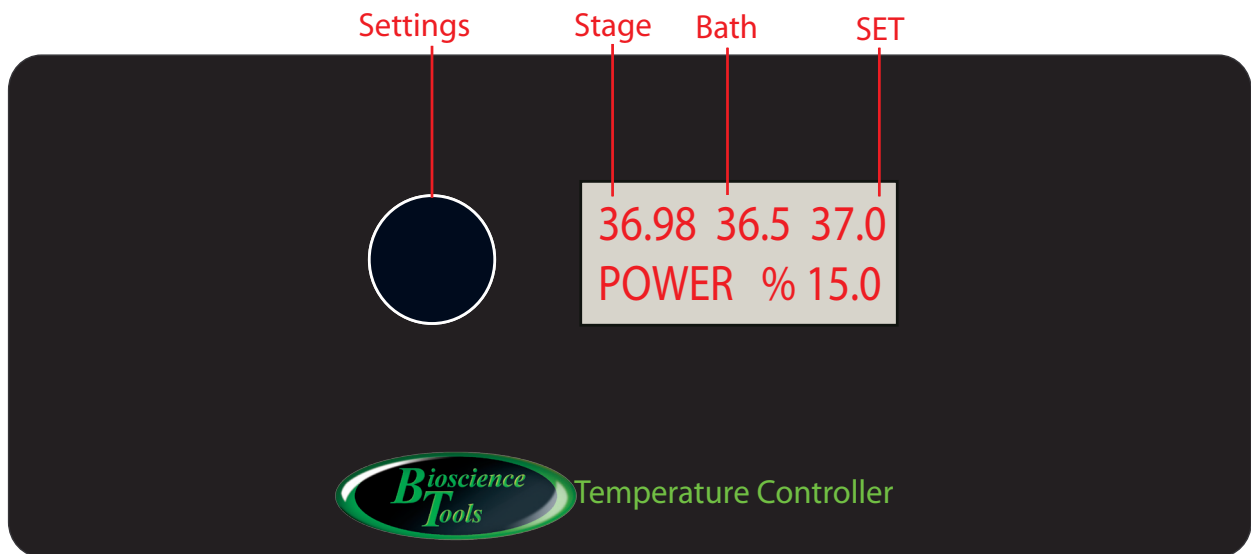 Settings Stage Bath SET
36.98 36.5 37.0
POWER % 15.0
Bioscience
Tools
Temperature Controller